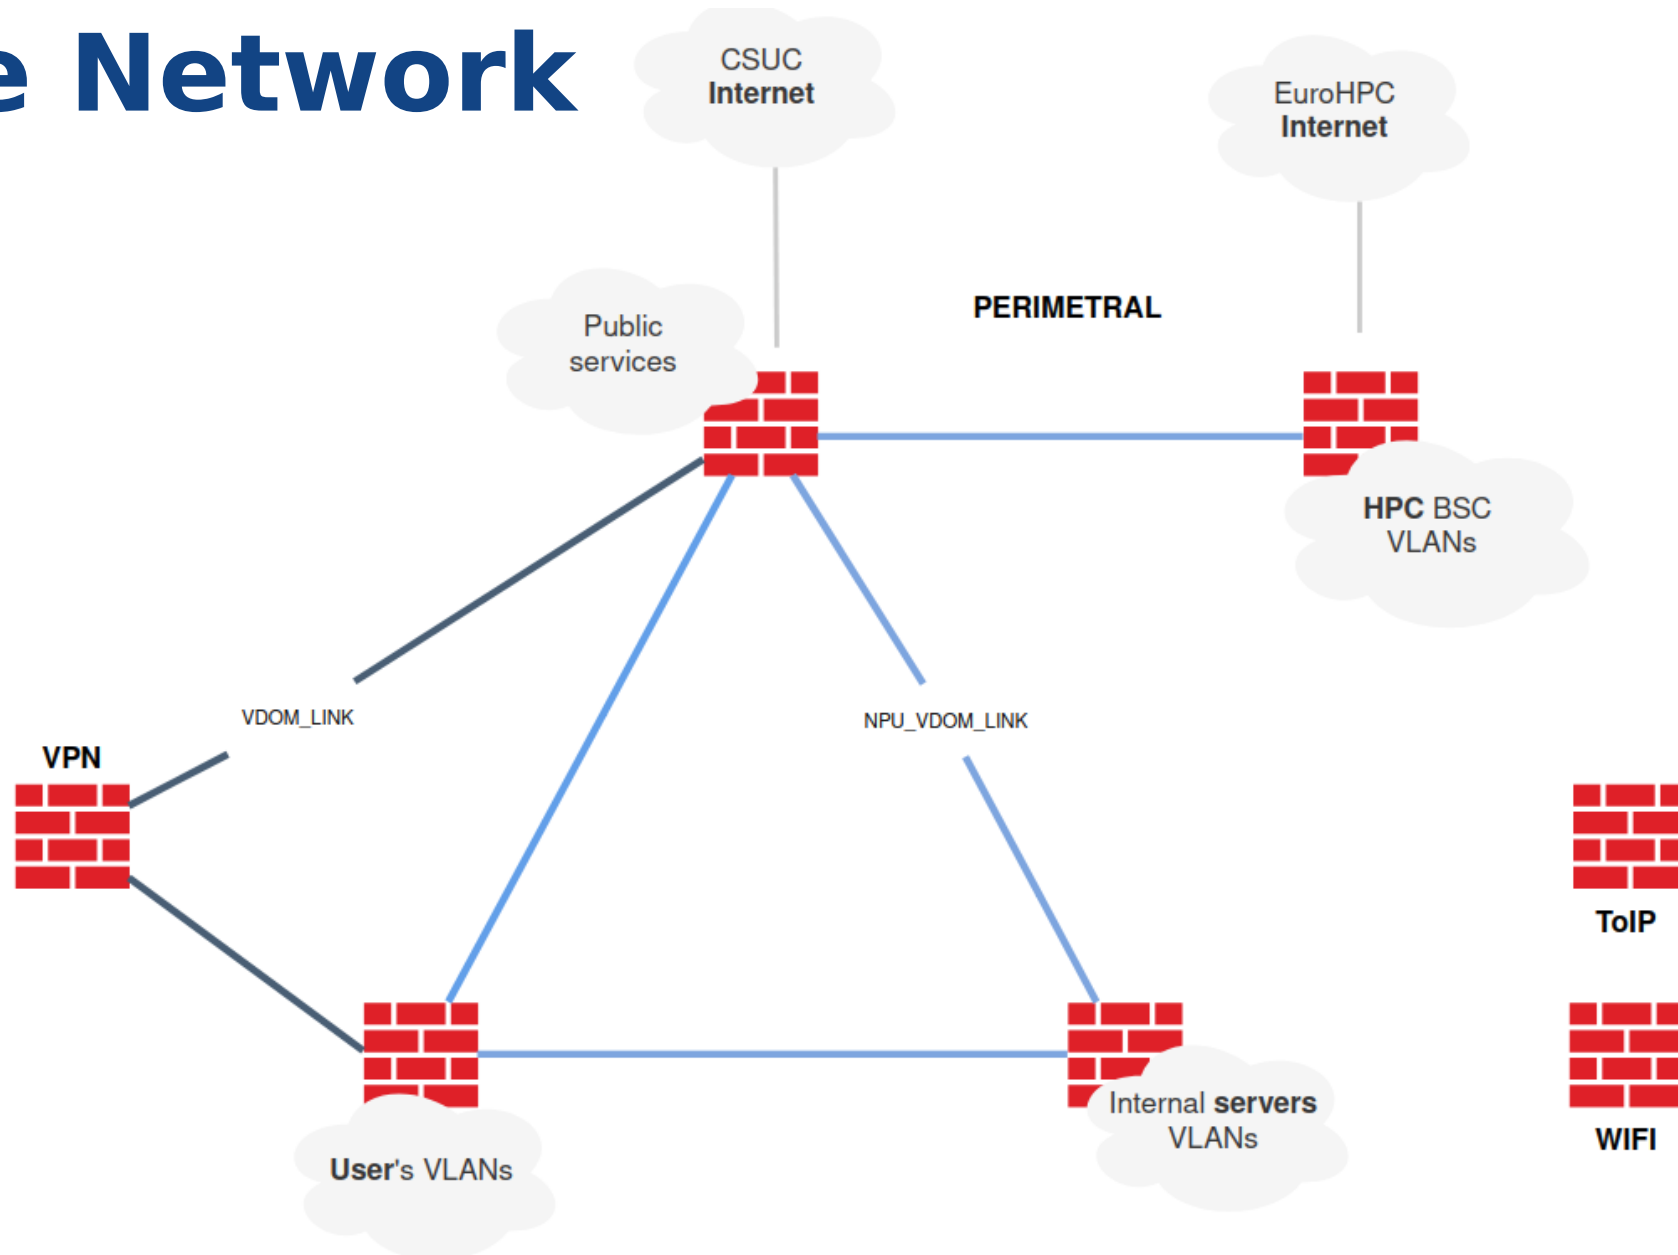 e Network
CSUC
Internet
EuroHPC
Internet
PERIMETRAL
Public
services
HPC BSC
VLANs
VDOM_LINK
NPU_VDOM_LINK
VPN
ToIP
User's VLANs
Internal servers
VLANs
WIFI